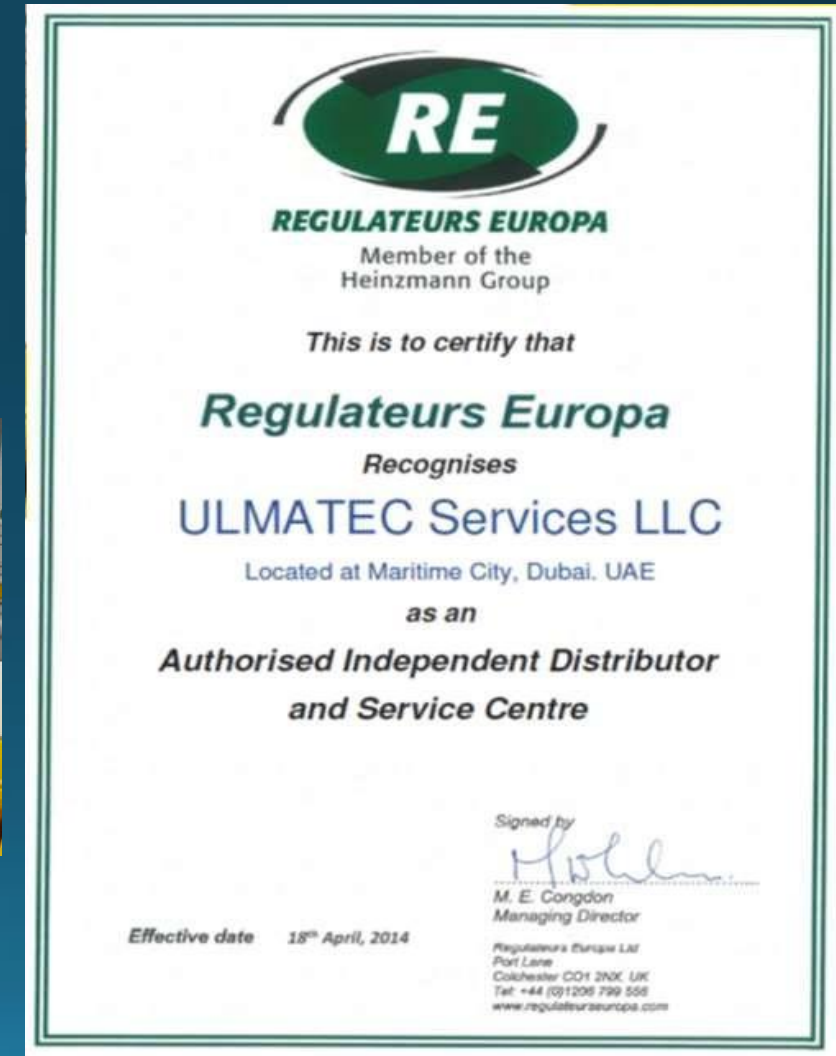 RE
REGULATEURS EUROPA
Member of the
Heinzmann Group
This is to certify that
Regulateurs Europa
Recognises
ULMATEC Services LLC
Located at Maritime City, Dubai. UAE
as an
Authorised Independent Distributor
and Service Centre
Signed by
M. E. Congdon
Managing Director
Effective date 18th April, 2014
Regulateurs Europa Ltd
Port Lane
Colchester CO1 2NX, UK
Tel: +44 (0)1206 799 556
www.regulateurseuropa.com